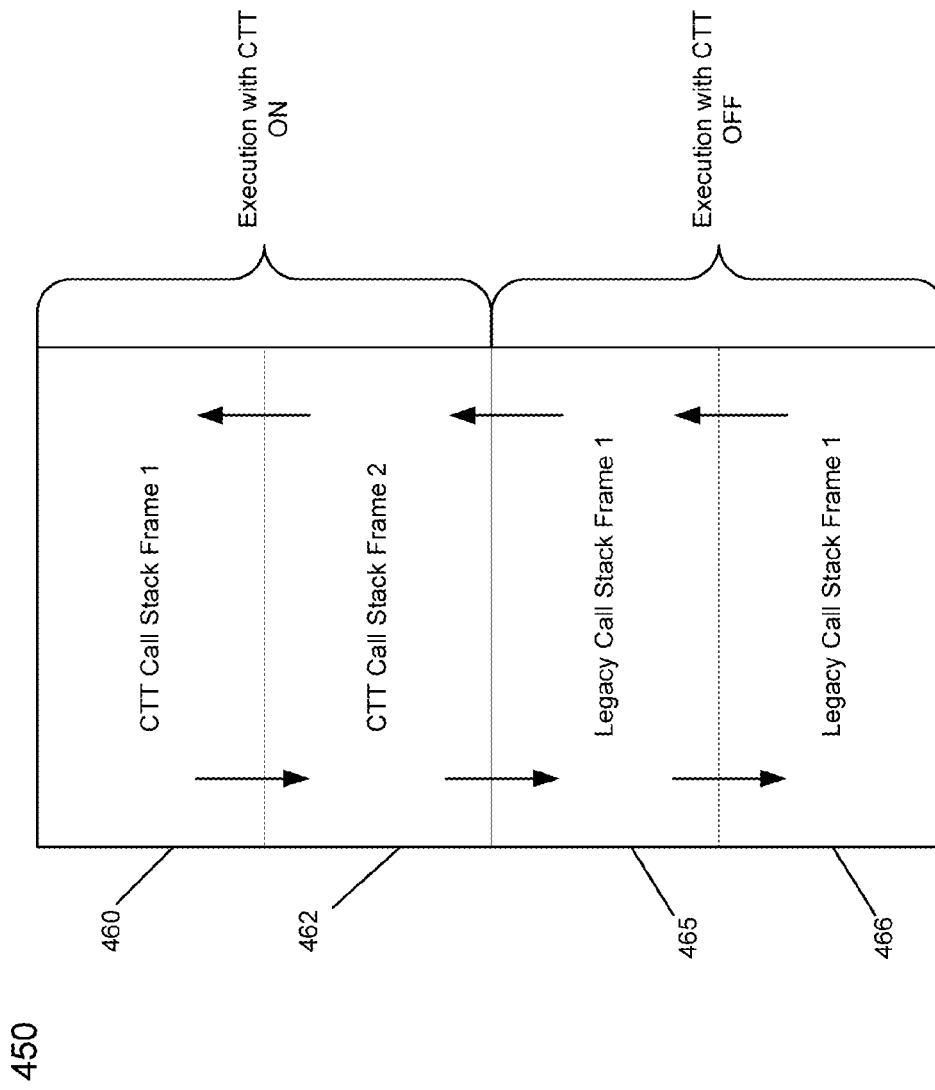 450
460
CTT Call Stack Frame 1
Execution with CTT
ON
462
CTT Call Stack Frame 2
465
Legacy Call Stack Frame 1
Execution with CTT
OFF
466
Legacy Call Stack Frame 1